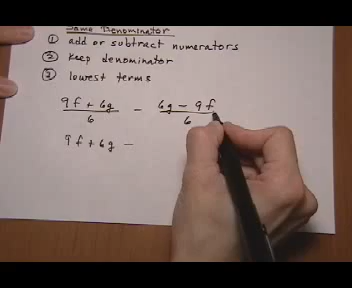 Same Denominator
① add or subtract numerators
② keep denominator
③ lowest terms
9f + 6g / 6 − 6g − 9f / 6
9f + 6g −